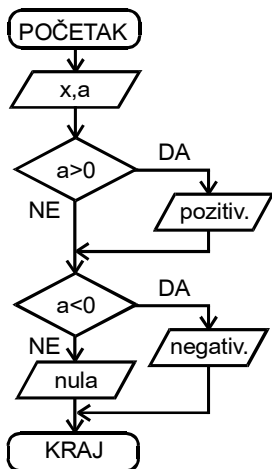 POČETAK
x,a
a>0
DA
NE
pozitiv.
a<0
DA
NE
negativ.
nula
KRAJ